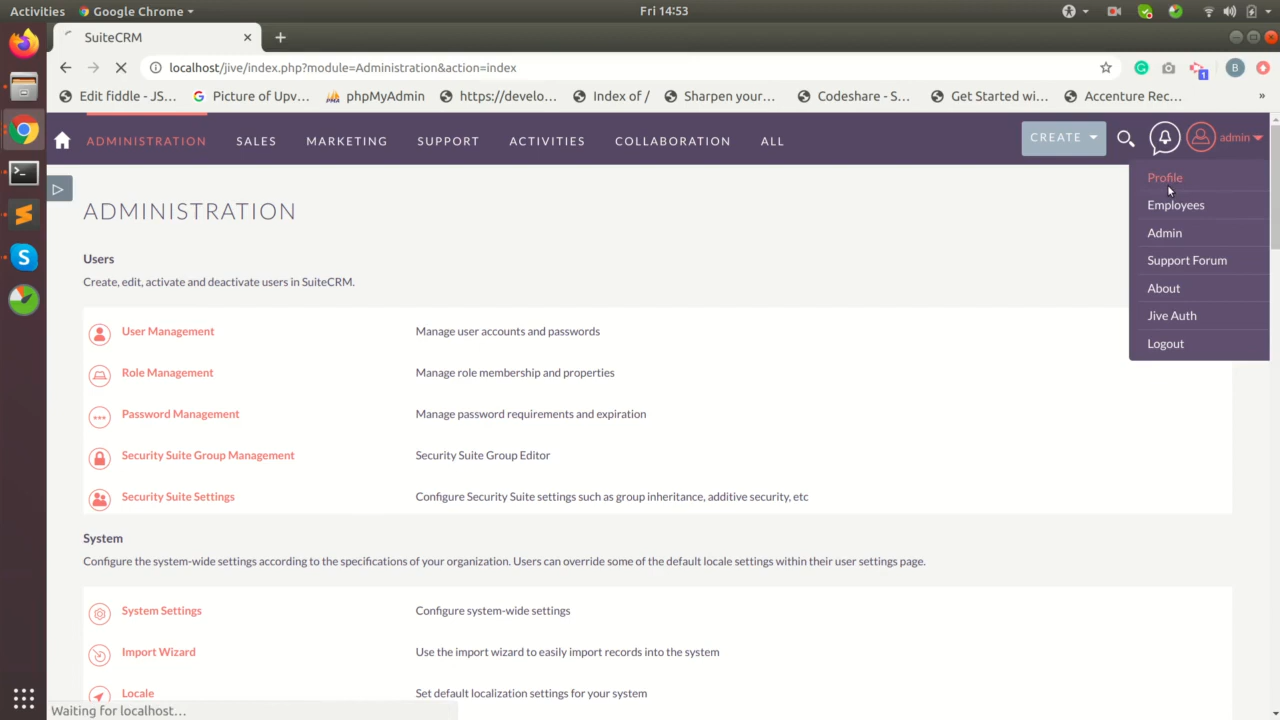 Activities
Google Chrome
Fri 14:53
SuiteCRM
localhost/jive/index.php?module=Administration&action=index
1
B
Edit fiddle - JS...
Picture of Upv...
phpMyAdmin
https://develo...
Index of /
Sharpen your...
Codeshare - S...
Get Started wi...
Accenture Rec...
»
ADMINISTRATION
SALES
MARKETING
SUPPORT
ACTIVITIES
COLLABORATION
ALL
CREATE
admin
Profile
Employees
Admin
Support Forum
About
Jive Auth
Logout
ADMINISTRATION
Users
Create, edit, activate and deactivate users in SuiteCRM.
User Management
Manage user accounts and passwords
Role Management
Manage role membership and properties
Password Management
Manage password requirements and expiration
Security Suite Group Management
Security Suite Group Editor
Security Suite Settings
Configure Security Suite settings such as group inheritance, additive security, etc
System
Configure the system-wide settings according to the specifications of your organization. Users can override some of the default locale settings within their user settings page.
System Settings
Configure system-wide settings
Import Wizard
Use the import wizard to easily import records into the system
Locale
Set default localization settings for your system
Waiting for localhost...